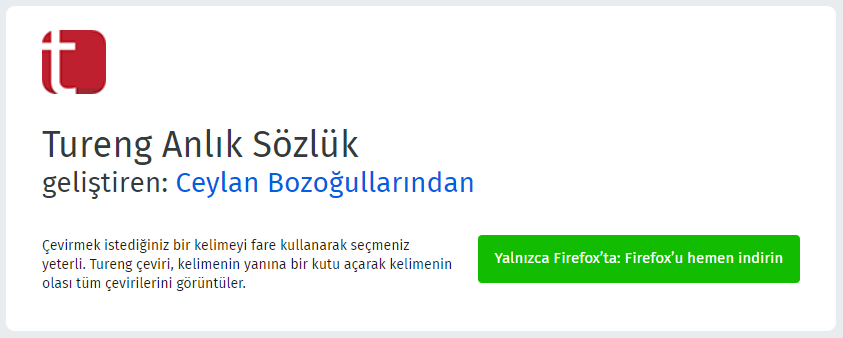 t
Tureng Anlık Sözlük
geliştiren: Ceylan Bozoğullarından
Çevirmek istediğiniz bir kelimeyi fare kullanarak seçmeniz
yeterli. Tureng çeviri, kelimenin yanına bir kutu açarak kelimenin
olası tüm çevirilerini görüntüler.
Yalnızca Firefox’ta: Firefox’u hemen indirin